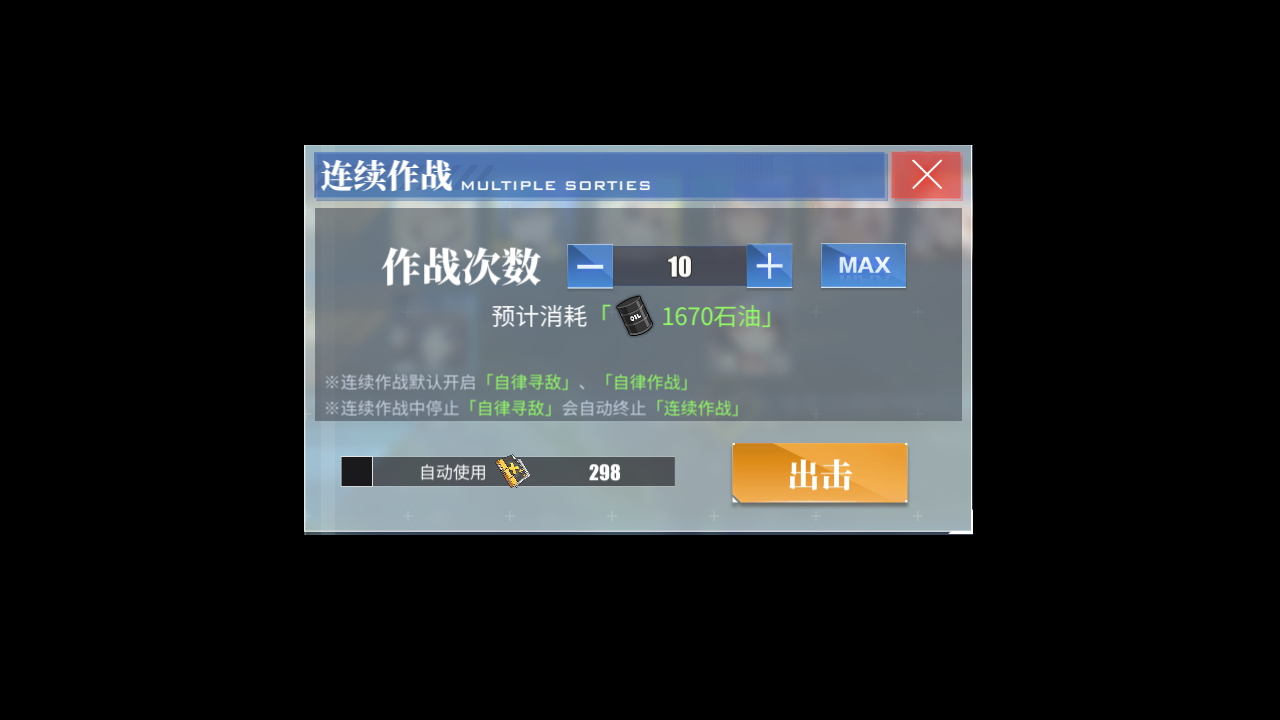 连续作战 MULTIPLE SORTIES
作战次数 10 MAX
预计消耗「OIL 1670石油」
※连续作战默认开启「自律寻敌」、「自律作战」
※连续作战中停止「自律寻敌」会自动终止「连续作战」
自动使用 298
出击